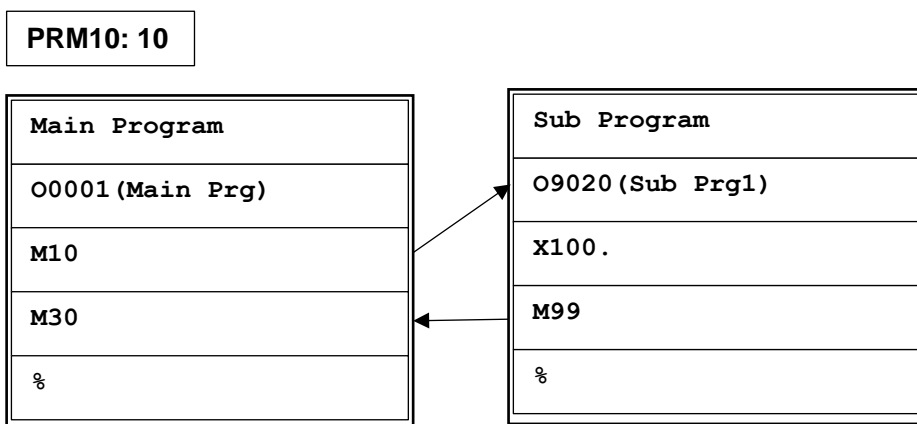 PRM10: 10
Main Program
O0001(Main Prg)
M10
M30
%
Sub Program
O9020(Sub Prg1)
X100.
M99
%